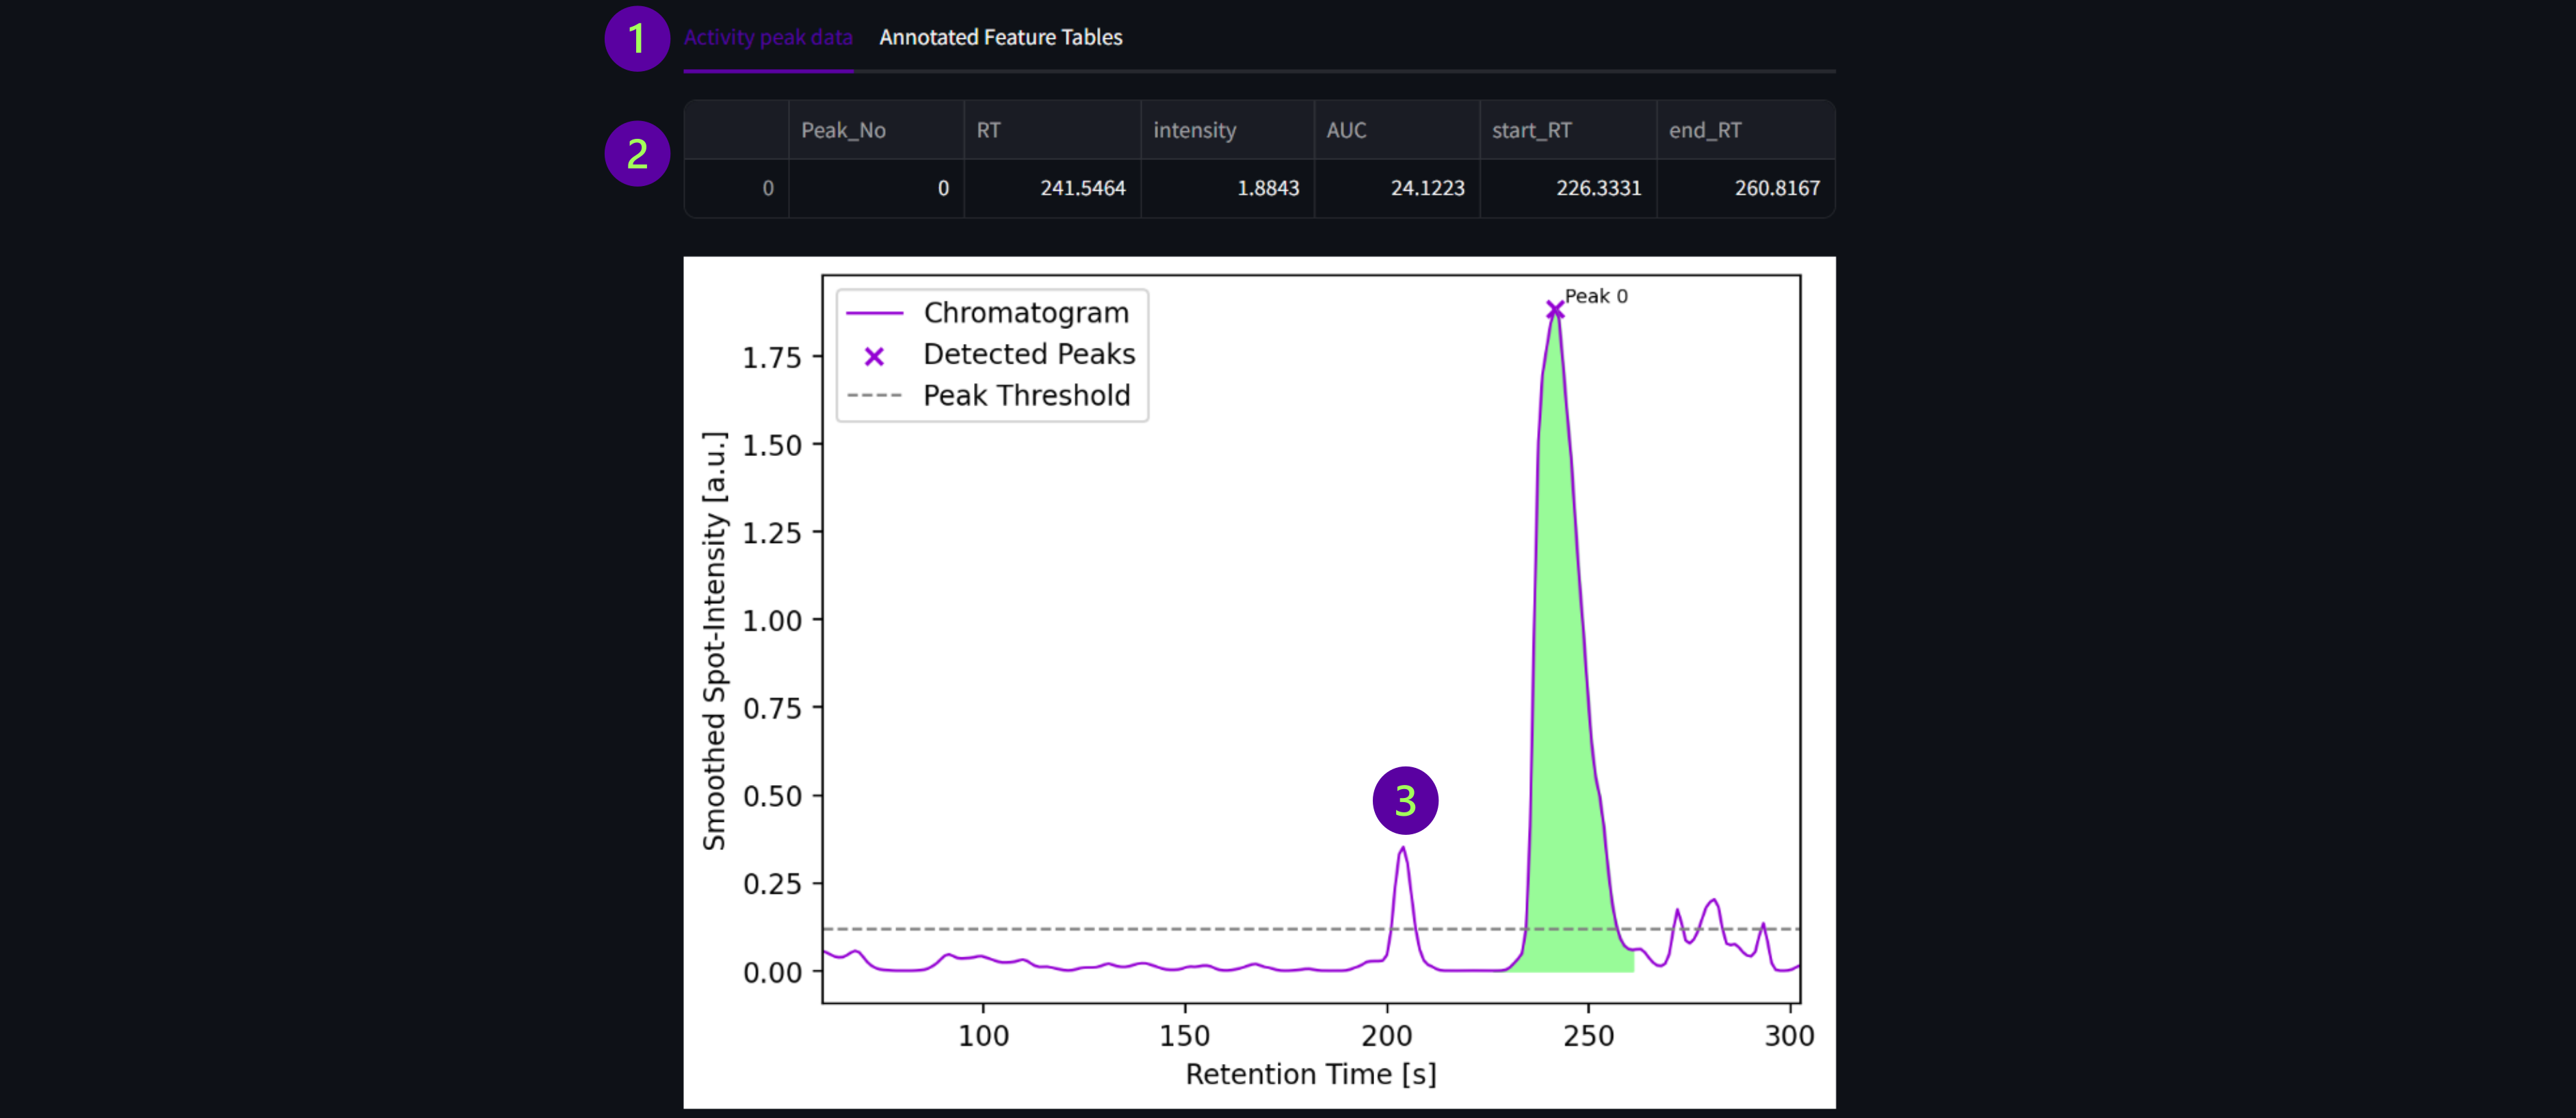 1 Activity peak data Annotated Feature Tables
2
Peak_No RT intensity AUC start_RT end_RT
0 0 241.5464 1.8843 24.1223 226.3331 260.8167
Peak 0
Chromatogram
Detected Peaks
Peak Threshold
Smoothed Spot-Intensity [a.u.]
1.75
1.50
1.25
1.00
0.75
0.50
0.25
0.00
3
100 150 200 250 300
Retention Time [s]